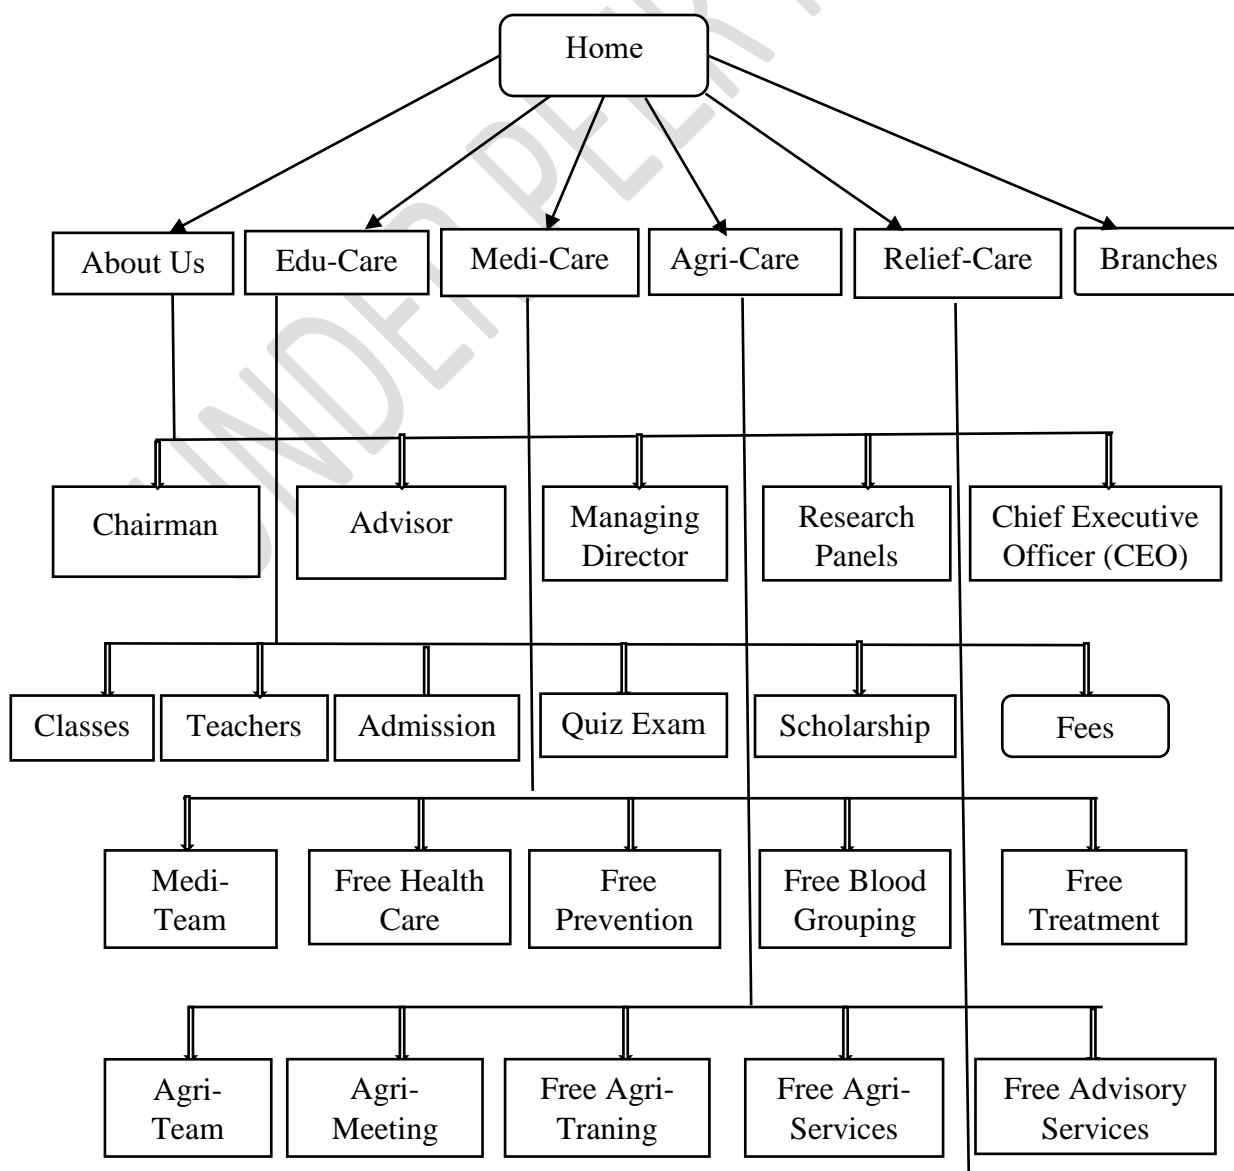 Home
About Us
Edu-Care
Medi-Care
Agri-Care
Relief-Care
Branches
Chairman
Advisor
Managing
Director
Research
Panels
Chief Executive
Officer (CEO)
Classes
Teachers
Admission
Quiz Exam
Scholarship
Fees
Medi-
Team
Free Health
Care
Free
Prevention
Free Blood
Grouping
Free
Treatment
Agri-
Team
Agri-
Meeting
Free Agri-
Traning
Free Agri-
Services
Free Advisory
Services
UNDER PEER